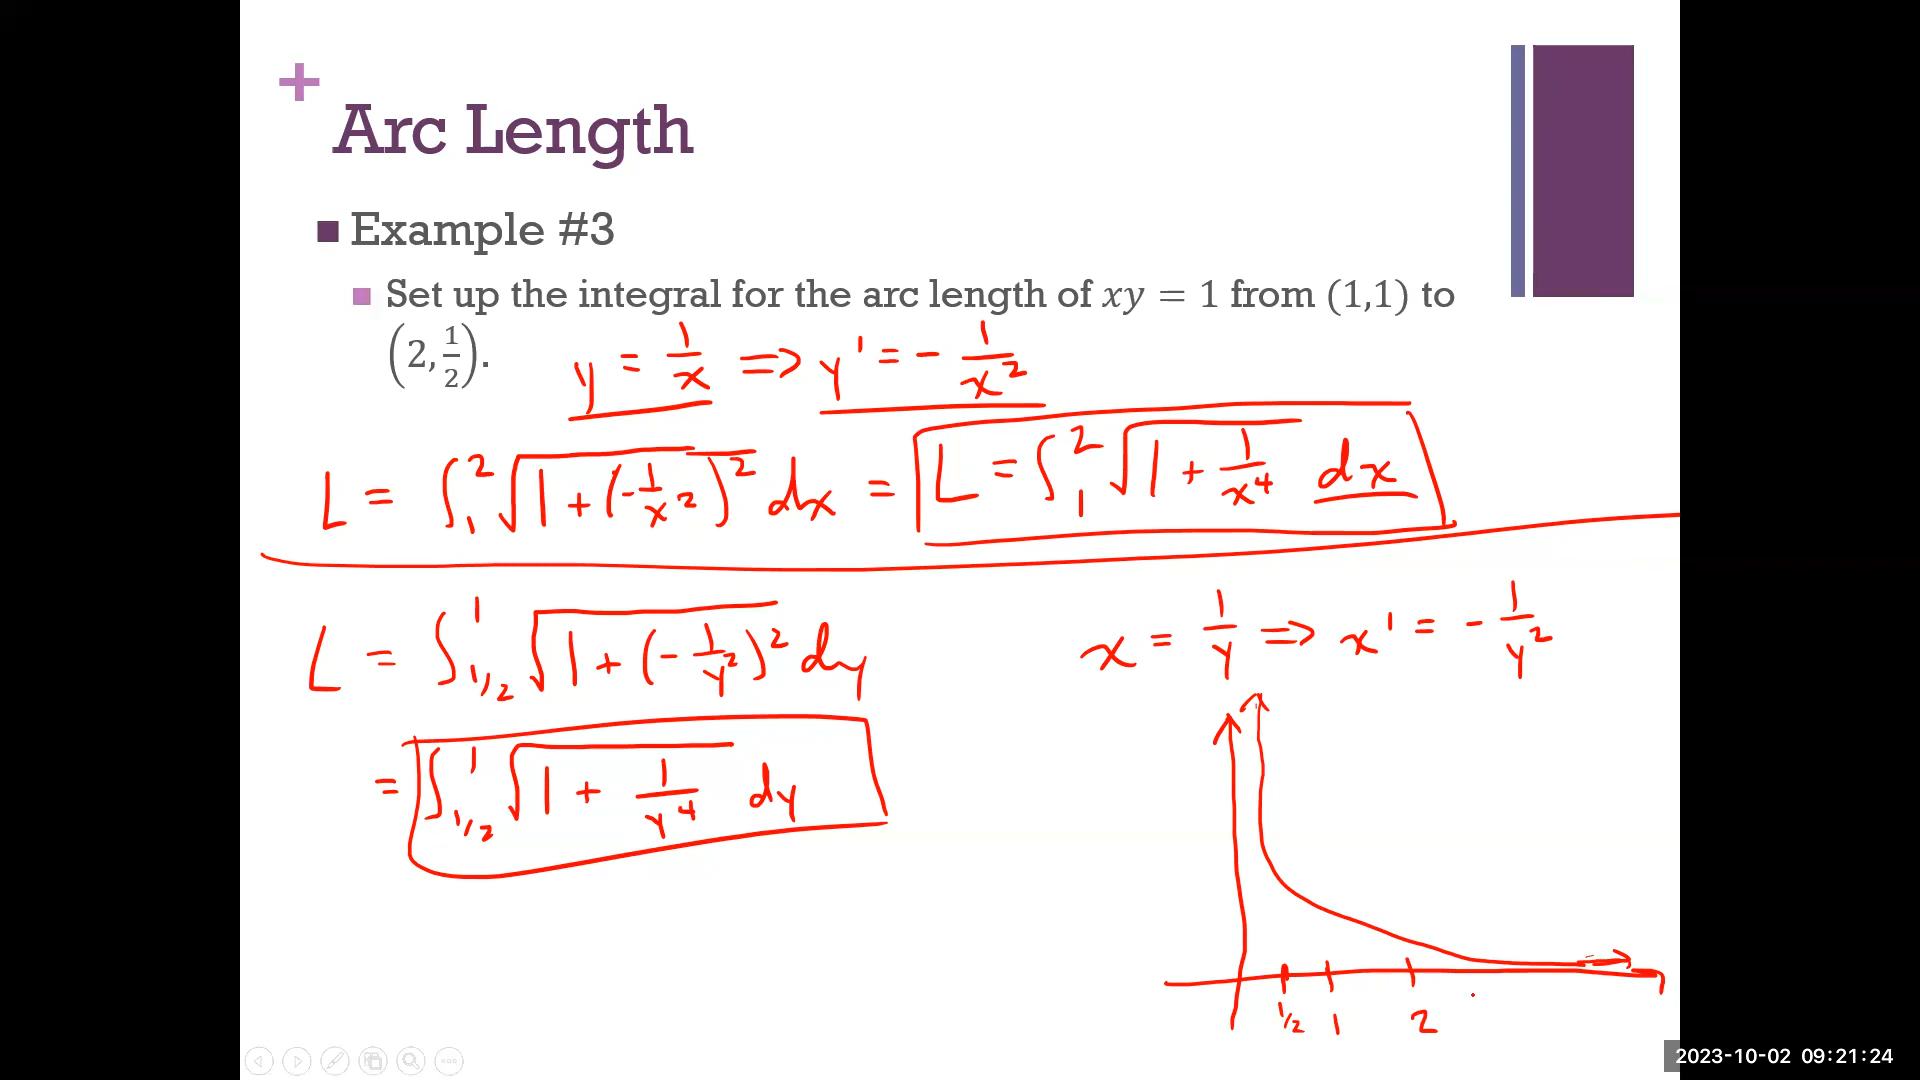 +
Arc Length
Example #3
Set up the integral for the arc length of xy = 1 from (1,1) to
(2, 1/2).
y = 1/x ⇒ y' = - 1/x²
L = ∫₁² √(1 + (-1/x²)²) dx = L = ∫₁² √(1 + 1/x⁴) dx
L = ∫_{1/2}^1 √(1 + (-1/y²)²) dy
x = 1/y ⇒ x' = - 1/y²
= ∫_{1/2}^1 √(1 + 1/y⁴) dy
1/2 1 2
2023-10-02 09:21:24